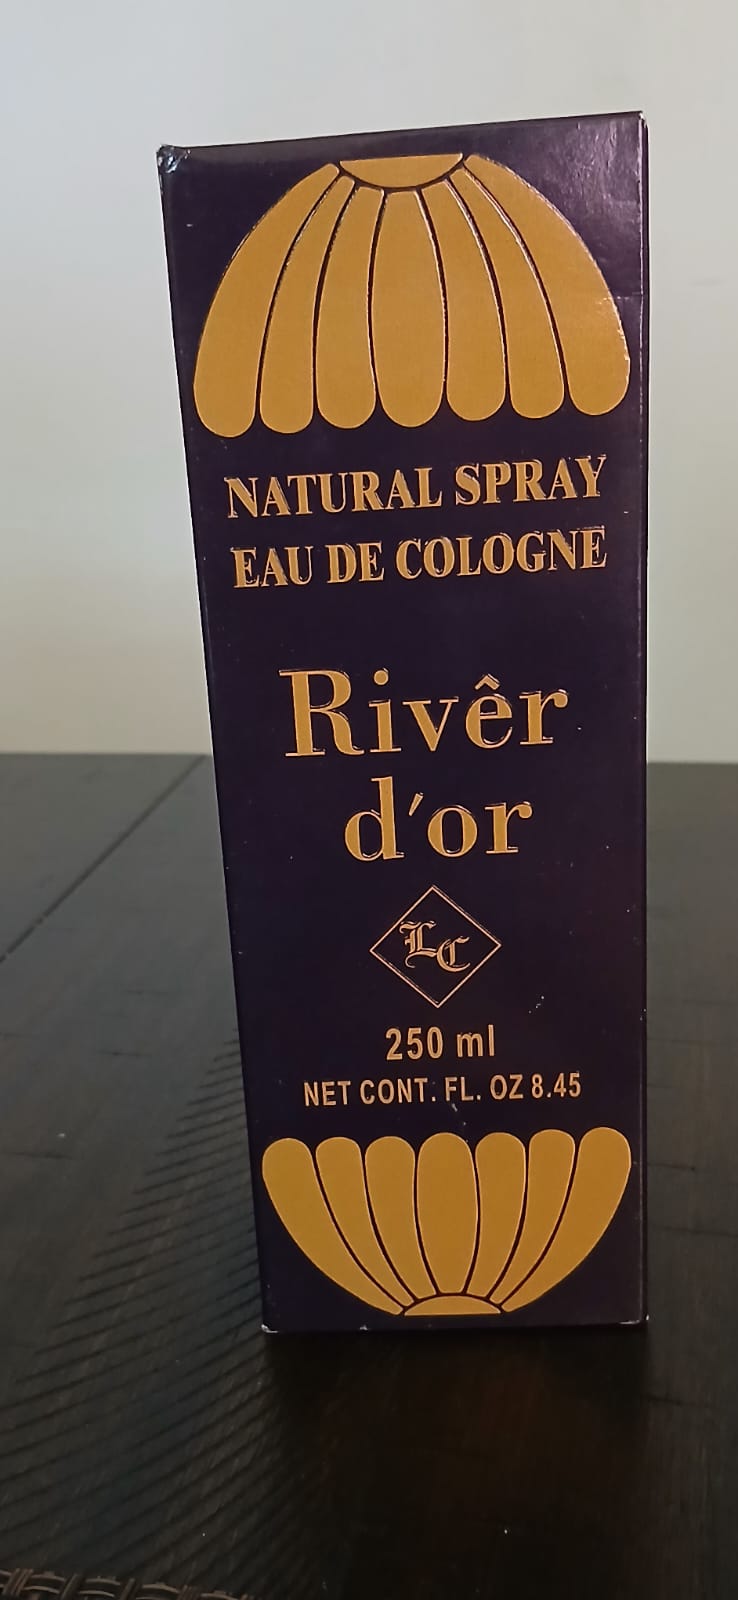 NATURAL SPRAY
EAU DE COLOGNE
Rivêr
d'or
LC
250 ml
NET CONT. FL. OZ 8.45